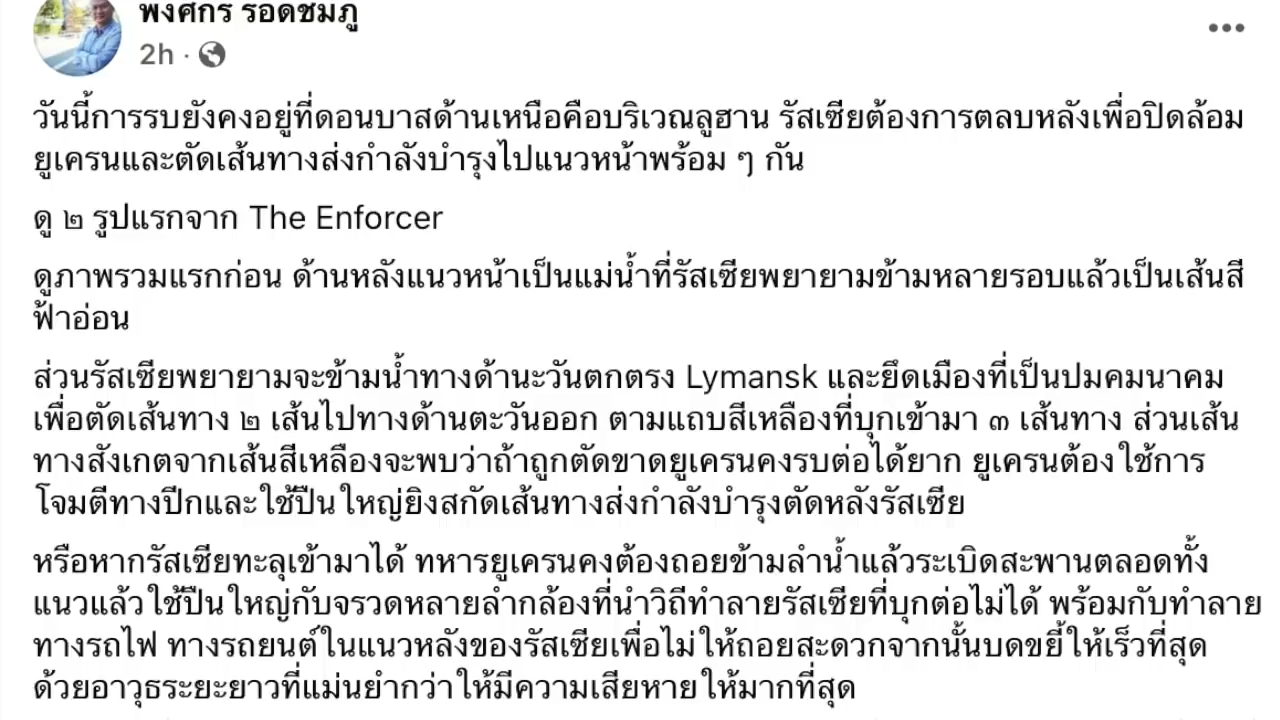 พงศกร รอดชมภู
2h ·
วันนี้การรบยังคงอยู่ที่ดอนบาสด้านเหนือคือบริเวณลูฮาน รัสเซียต้องการตลบหลังเพื่อปิดล้อม
ยูเครนและตัดเส้นทางส่งกำลังบำรุงไปแนวหน้าพร้อม ๆ กัน
ดู ๒ รูปแรกจาก The Enforcer
ดูภาพรวมแรกก่อน ด้านหลังแนวหน้าเป็นแม่น้ำที่รัสเซียพยายามข้ามหลายรอบแล้วเป็นเส้นสี
ฟ้าอ่อน
ส่วนรัสเซียพยายามจะข้ามน้ำทางด้านะวันตกตรง Lymansk และยึดเมืองที่เป็นปมคมนาคม
เพื่อตัดเส้นทาง ๒ เส้นไปทางด้านตะวันออก ตามแถบสีเหลืองที่บุกเข้ามา ๓ เส้นทาง ส่วนเส้น
ทางสังเกตจากเส้นสีเหลืองจะพบว่าถ้าถูกตัดขาดยูเครนคงรบต่อได้ยาก ยูเครนต้องใช้การ
โจมตีทางปีกและใช้ปืนใหญ่ยิงสกัดเส้นทางส่งกำลังบำรุงตัดหลังรัสเซีย
หรือหากรัสเซียทะลุเข้ามาได้ ทหารยูเครนคงต้องถอยข้ามลำน้ำแล้วระเบิดสะพานตลอดทั้ง
แนวแล้วใช้ปืนใหญ่กับจรวดหลายลำกล้องที่นำวิถีทำลายรัสเซียที่บุกต่อไม่ได้ พร้อมกับทำลาย
ทางรถไฟ ทางรถยนต์ในแนวหลังของรัสเซียเพื่อไม่ให้ถอยสะดวกจากนั้นบดขยี้ให้เร็วที่สุด
ด้วยอาวุธระยะยาวที่แม่นยำกว่าให้มีความเสียหายให้มากที่สุด